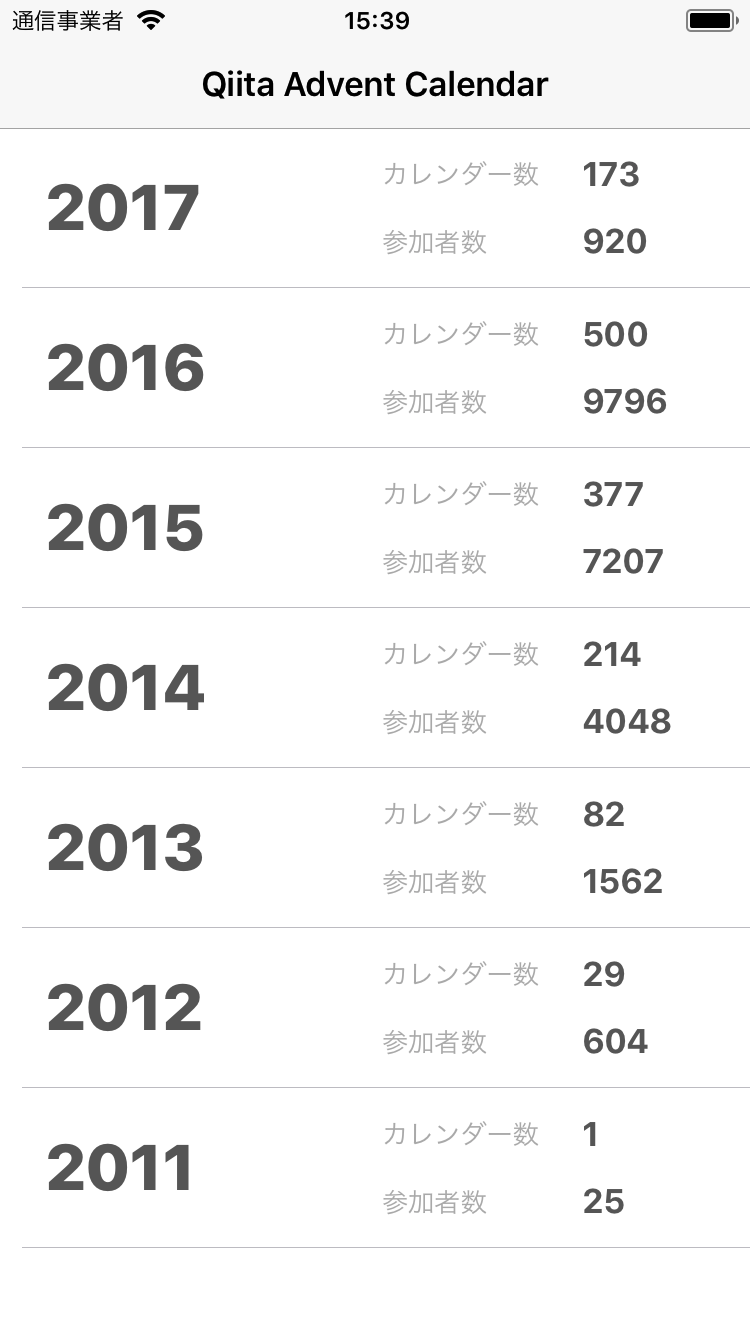 通信事業者 15:39
Qiita Advent Calendar
2017
カレンダー数 173
参加者数 920
2016
カレンダー数 500
参加者数 9796
2015
カレンダー数 377
参加者数 7207
2014
カレンダー数 214
参加者数 4048
2013
カレンダー数 82
参加者数 1562
2012
カレンダー数 29
参加者数 604
2011
カレンダー数 1
参加者数 25